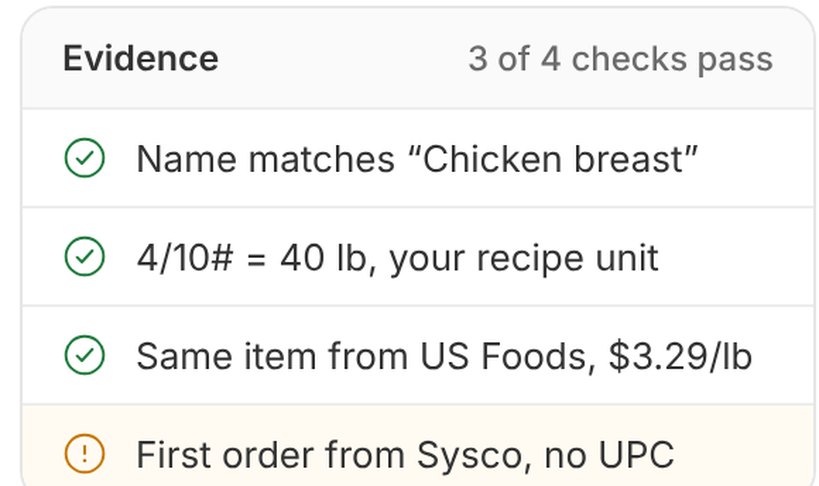 Evidence
3 of 4 checks pass
Name matches “Chicken breast”
4/10# = 40 lb, your recipe unit
Same item from US Foods, $3.29/lb
First order from Sysco, no UPC